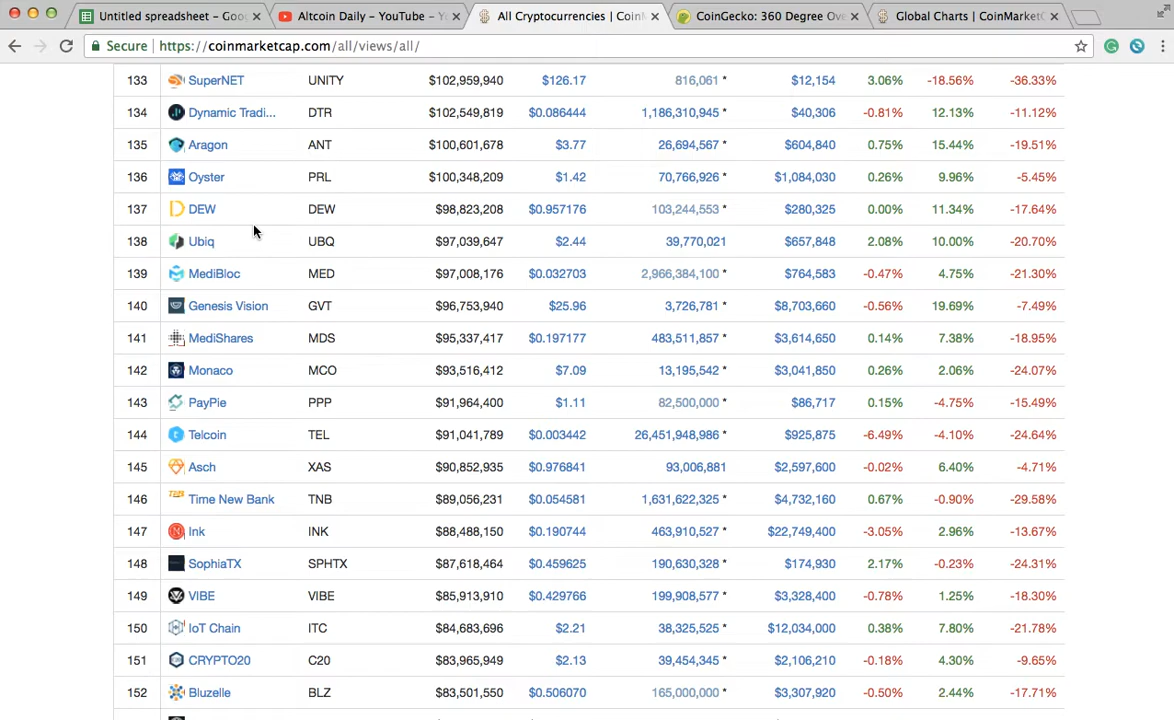 Untitled spreadsheet – Goo
Altcoin Daily – YouTube – Yo
All Cryptocurrencies | CoinM
CoinGecko: 360 Degree Ove
Global Charts | CoinMarketC
Secure https://coinmarketcap.com/all/views/all/
133 SuperNET UNITY $102,959,940 $126.17 816,061 * $12,154 3.06% -18.56% -36.33%
134 Dynamic Tradi... DTR $102,549,819 $0.086444 1,186,310,945 * $40,306 -0.81% 12.13% -11.12%
135 Aragon ANT $100,601,678 $3.77 26,694,567 * $604,840 0.75% 15.44% -19.51%
136 Oyster PRL $100,348,209 $1.42 70,766,926 * $1,084,030 0.26% 9.96% -5.45%
137 DEW DEW $98,823,208 $0.957176 103,244,553 * $280,325 0.00% 11.34% -17.64%
138 Ubiq UBQ $97,039,647 $2.44 39,770,021 $657,848 2.08% 10.00% -20.70%
139 MediBloc MED $97,008,176 $0.032703 2,966,384,100 * $764,583 -0.47% 4.75% -21.30%
140 Genesis Vision GVT $96,753,940 $25.96 3,726,781 * $8,703,660 -0.56% 19.69% -7.49%
141 MediShares MDS $95,337,417 $0.197177 483,511,857 * $3,614,650 0.14% 7.38% -18.95%
142 Monaco MCO $93,516,412 $7.09 13,195,542 * $3,041,850 0.26% 2.06% -24.07%
143 PayPie PPP $91,964,400 $1.11 82,500,000 * $86,717 0.15% -4.75% -15.49%
144 Telcoin TEL $91,041,789 $0.003442 26,451,948,986 * $925,875 -6.49% -4.10% -24.64%
145 Asch XAS $90,852,935 $0.976841 93,006,881 $2,597,600 -0.02% 6.40% -4.71%
146 Time New Bank TNB $89,056,231 $0.054581 1,631,622,325 * $4,732,160 0.67% -0.90% -29.58%
147 Ink INK $88,488,150 $0.190744 463,910,527 * $22,749,400 -3.05% 2.96% -13.67%
148 SophiaTX SPHTX $87,618,464 $0.459625 190,630,328 * $174,930 2.17% -0.23% -24.31%
149 VIBE VIBE $85,913,910 $0.429766 199,908,577 * $3,328,400 -0.78% 1.25% -18.30%
150 IoT Chain ITC $84,683,696 $2.21 38,325,525 * $12,034,000 0.38% 7.80% -21.78%
151 CRYPTO20 C20 $83,965,949 $2.13 39,454,345 * $2,106,210 -0.18% 4.30% -9.65%
152 Bluzelle BLZ $83,501,550 $0.506070 165,000,000 * $3,307,920 -0.50% 2.44% -17.71%